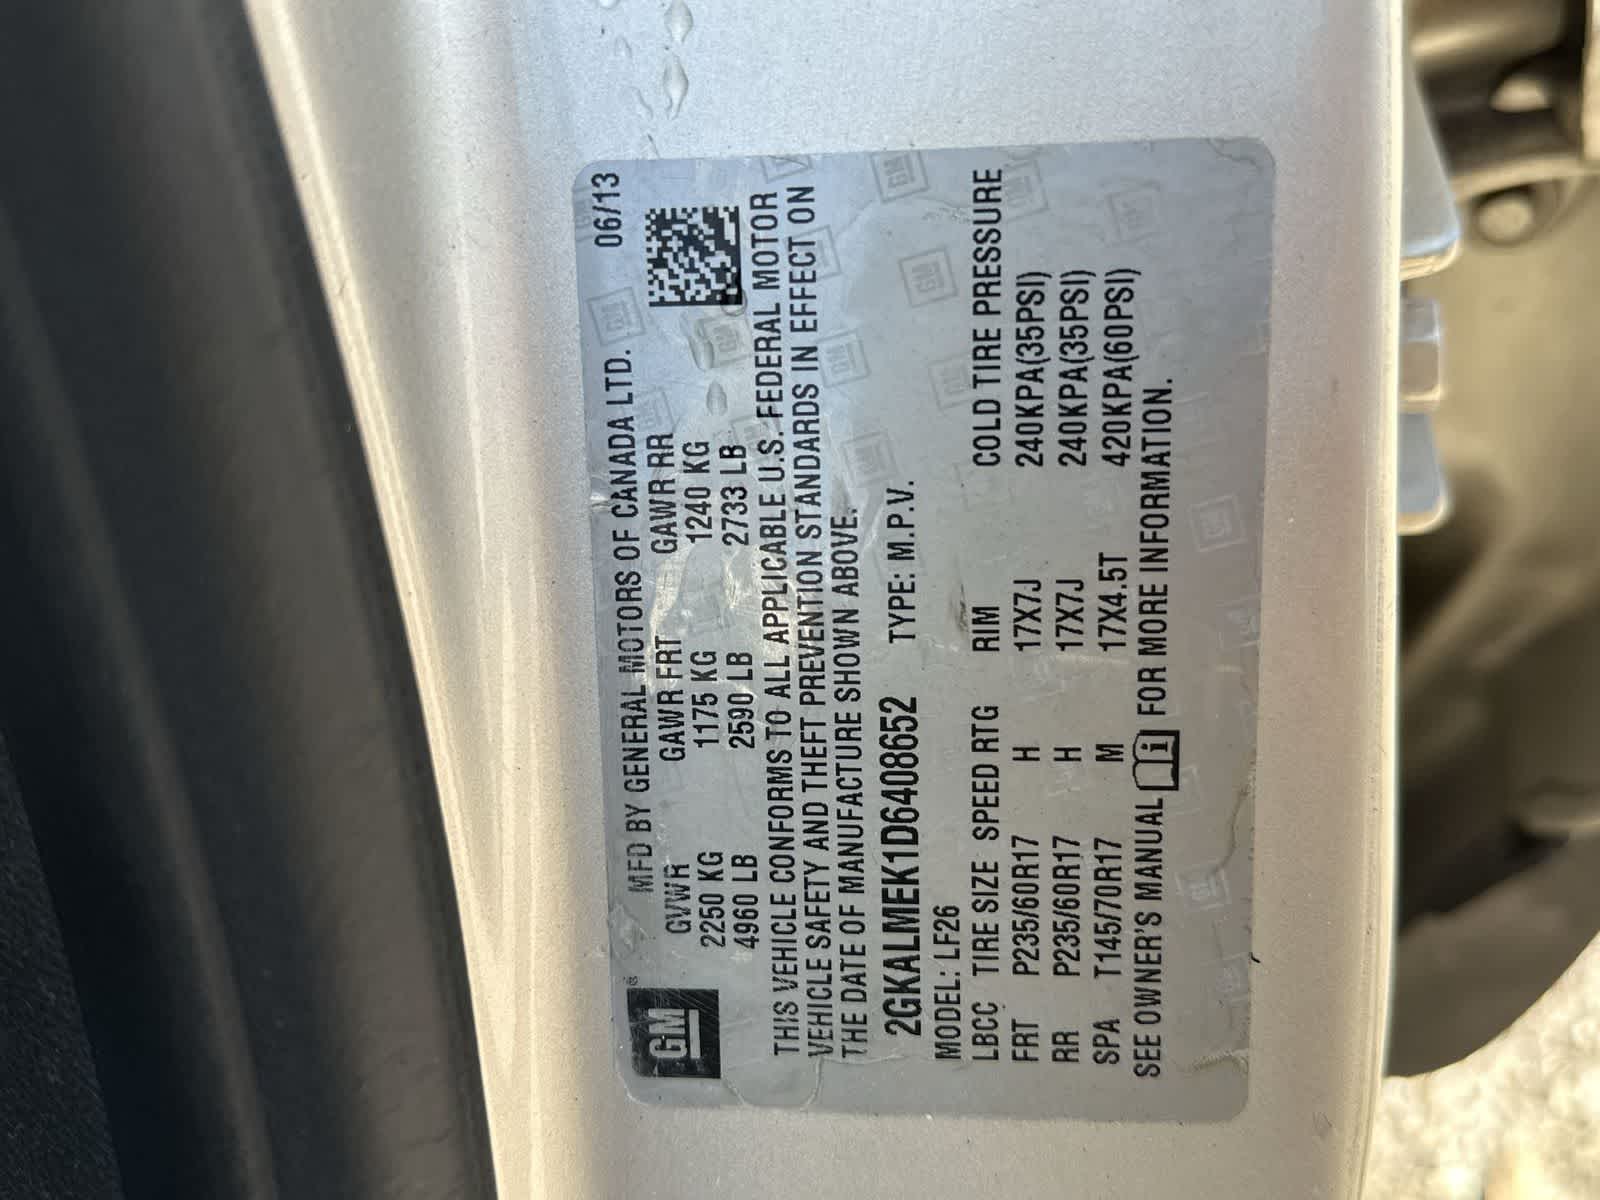 GM ® MFD BY GENERAL MOTORS OF CANADA LTD. 06/13
GVWR GAWR FRT GAWR RR
2250 KG 1175 KG 1240 KG
4960 LB 2590 LB 2733 LB
THIS VEHICLE CONFORMS TO ALL APPLICABLE U.S. FEDERAL MOTOR
VEHICLE SAFETY AND THEFT PREVENTION STANDARDS IN EFFECT ON
THE DATE OF MANUFACTURE SHOWN ABOVE.
2GKALMEK1D6408652 TYPE: M.P.V.
MODEL: LF26
LBCC TIRE SIZE SPEED RTG RIM COLD TIRE PRESSURE
FRT P235/60R17 H 17X7J 240KPA(35PSI)
RR P235/60R17 H 17X7J 240KPA(35PSI)
SPA T145/70R17 M 17X4.5T 420KPA(60PSI)
SEE OWNER'S MANUAL i FOR MORE INFORMATION.